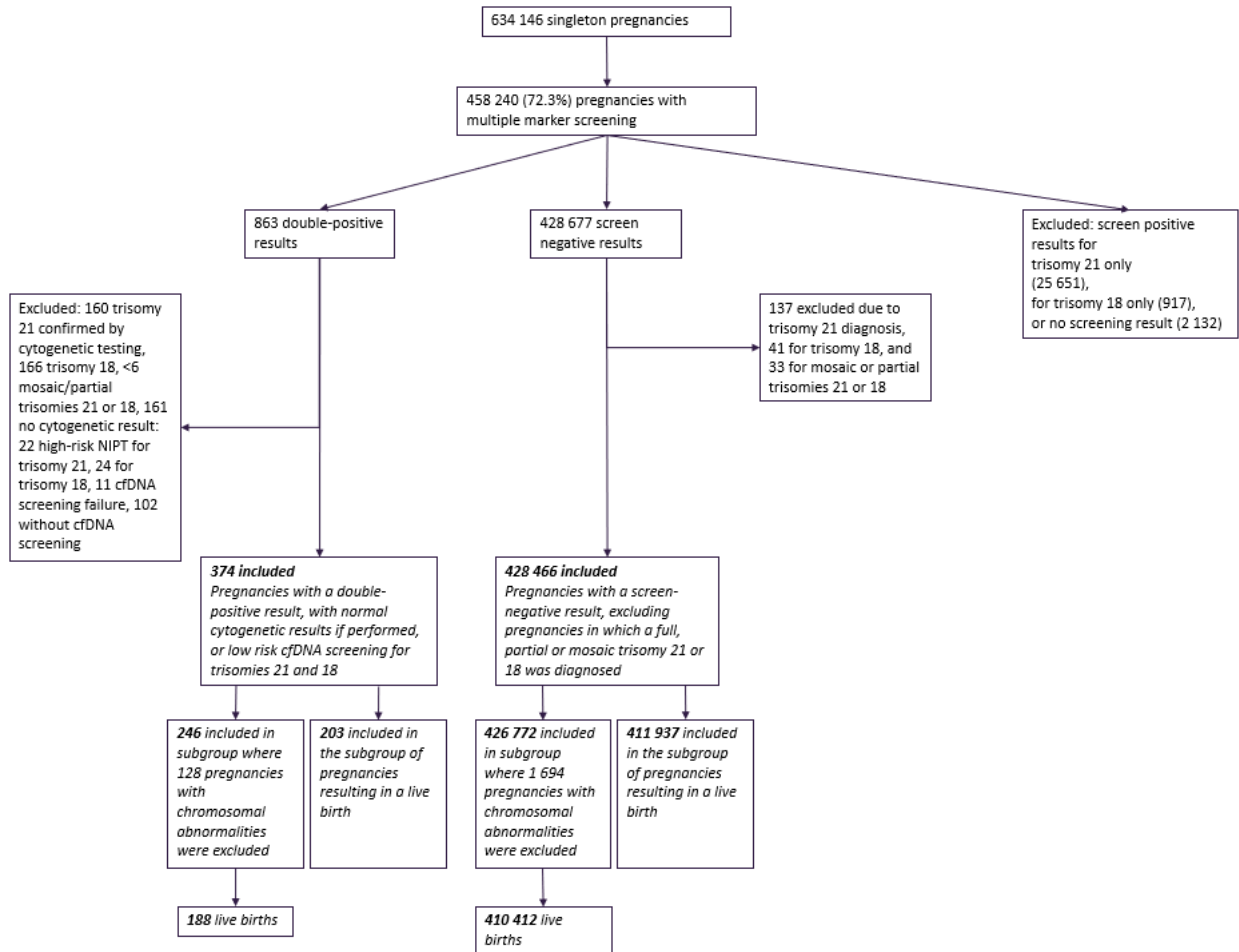 634 146 singleton pregnancies
458 240 (72.3%) pregnancies with
multiple marker screening
863 double-positive
results
428 677 screen
negative results
Excluded: screen positive
results for
trisomy 21 only
(25 651),
for trisomy 18 only (917),
or no screening result (2 132)
Excluded: 160 trisomy
21 confirmed by
cytogenetic testing,
166 trisomy 18, <6
mosaic/partial
trisomies 21 or 18, 161
no cytogenetic result:
22 high-risk NIPT for
trisomy 21, 24 for
trisomy 18, 11 cfDNA
screening failure, 102
without cfDNA
screening
137 excluded due to
trisomy 21 diagnosis,
41 for trisomy 18, and
33 for mosaic or partial
trisomies 21 or 18
374 included
Pregnancies with a double-
positive result, with normal
cytogenetic results if performed,
or low risk cfDNA screening for
trisomies 21 and 18
428 466 included
Pregnancies with a screen-
negative result, excluding
pregnancies in which a full,
partial or mosaic trisomy 21 or
18 was diagnosed
246 included in
subgroup where
128 pregnancies
with
chromosomal
abnormalities
were excluded
203 included in
the subgroup of
pregnancies
resulting in a live
birth
426 772 included
in subgroup
where 1 694
pregnancies with
chromosomal
abnormalities
were excluded
411 937 included
in the subgroup
of pregnancies
resulting in a live
birth
188 live births
410 412 live
births